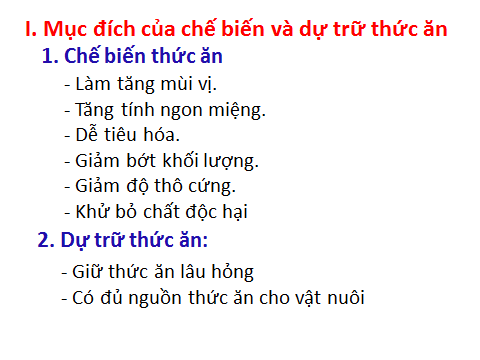 I. Mục đích của chế biến và dự trữ thức ăn
1. Chế biến thức ăn
- Làm tăng mùi vị.
- Tăng tính ngon miệng.
- Dễ tiêu hóa.
- Giảm bớt khối lượng.
- Giảm độ thô cứng.
- Khử bỏ chất độc hại
2. Dự trữ thức ăn:
- Giữ thức ăn lâu hỏng
- Có đủ nguồn thức ăn cho vật nuôi